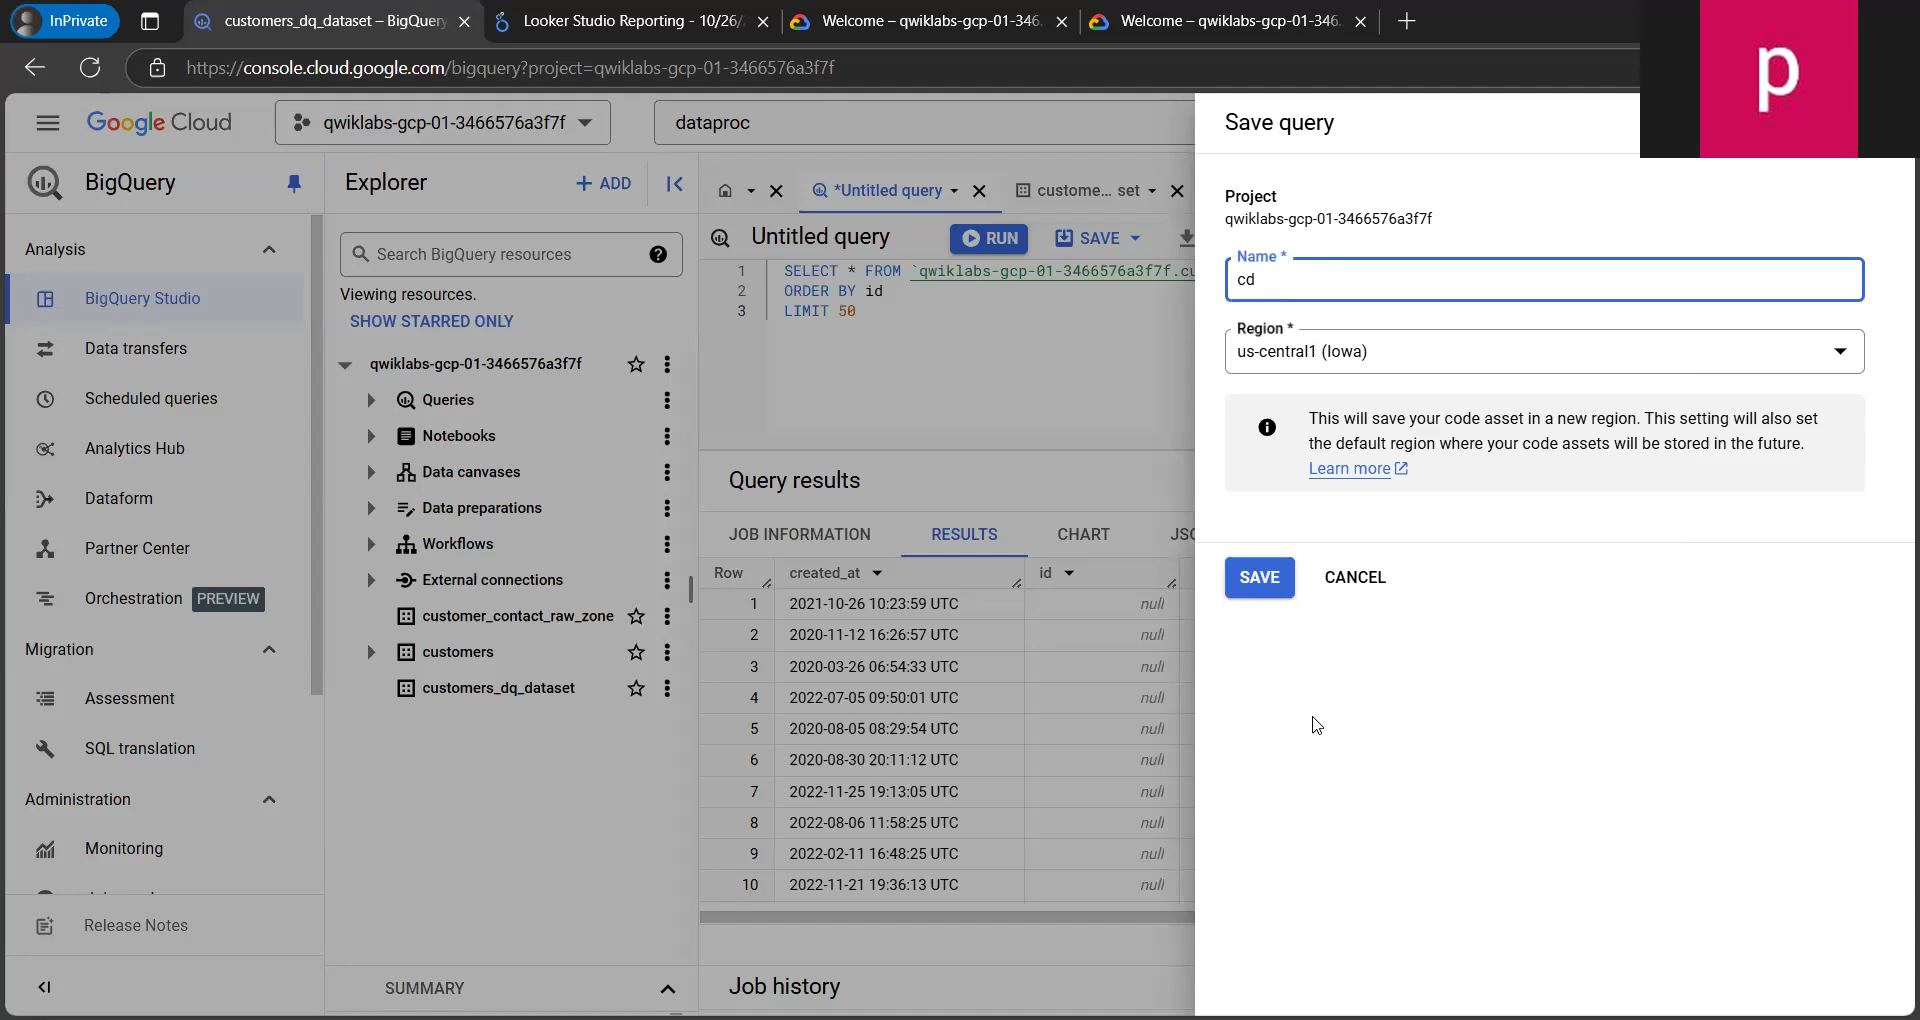 InPrivate
customers_dq_dataset – BigQuery
Looker Studio Reporting - 10/26/
Welcome – qwiklabs-gcp-01-346
Welcome – qwiklabs-gcp-01-346
https://console.cloud.google.com/bigquery?project=qwiklabs-gcp-01-3466576a3f7f
p
Google Cloud
qwiklabs-gcp-01-3466576a3f7f
dataproc
BigQuery
Analysis
BigQuery Studio
Data transfers
Scheduled queries
Analytics Hub
Dataform
Partner Center
Orchestration PREVIEW
Migration
Assessment
SQL translation
Administration
Monitoring
Release Notes
Explorer
+ ADD
Search BigQuery resources
Viewing resources.
SHOW STARRED ONLY
qwiklabs-gcp-01-3466576a3f7f
Queries
Notebooks
Data canvases
Data preparations
Workflows
External connections
customer_contact_raw_zone
customers
customers_dq_dataset
SUMMARY
*Untitled query
custome... set
Untitled query
RUN
SAVE
1 SELECT * FROM `qwiklabs-gcp-01-3466576a3f7f.cu
2 ORDER BY id
3 LIMIT 50
Query results
JOB INFORMATION RESULTS CHART JSO
Row created_at id
1 2021-10-26 10:23:59 UTC null
2 2020-11-12 16:26:57 UTC null
3 2020-03-26 06:54:33 UTC null
4 2022-07-05 09:50:01 UTC null
5 2020-08-05 08:29:54 UTC null
6 2020-08-30 20:11:12 UTC null
7 2022-11-25 19:13:05 UTC null
8 2022-08-06 11:58:25 UTC null
9 2022-02-11 16:48:25 UTC null
10 2022-11-21 19:36:13 UTC null
Job history
Save query
Project
qwiklabs-gcp-01-3466576a3f7f
Name *
cd
Region *
us-central1 (Iowa)
This will save your code asset in a new region. This setting will also set
the default region where your code assets will be stored in the future.
Learn more
SAVE
CANCEL